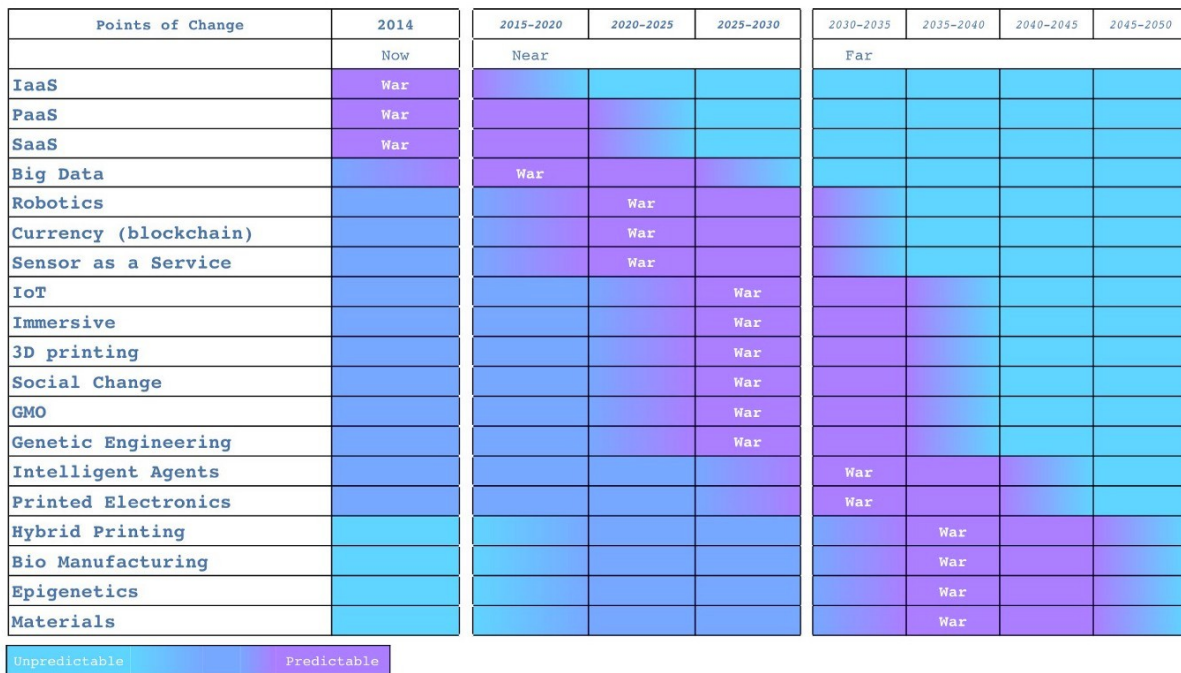 Points of Change 2014 2015-2020 2020-2025 2025-2030 2030-2035 2035-2040 2040-2045 2045-2050
Now Near Far
IaaS War
PaaS War
SaaS War
Big Data War
Robotics War
Currency (blockchain) War
Sensor as a Service War
IoT War
Immersive War
3D printing War
Social Change War
GMO War
Genetic Engineering War
Intelligent Agents War
Printed Electronics War
Hybrid Printing War
Bio Manufacturing War
Epigenetics War
Materials War
Unpredictable Predictable